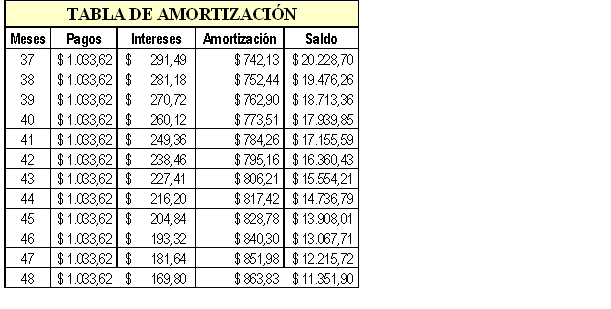 TABLA DE AMORTIZACIÓN
Meses Pagos Intereses Amortización Saldo
37 $ 1.033,62 $ 291,49 $ 742,13 $ 20.228,70
38 $ 1.033,62 $ 281,18 $ 752,44 $ 19.476,26
39 $ 1.033,62 $ 270,72 $ 762,90 $ 18.713,36
40 $ 1.033,62 $ 260,12 $ 773,51 $ 17.939,85
41 $ 1.033,62 $ 249,36 $ 784,26 $ 17.155,59
42 $ 1.033,62 $ 238,46 $ 795,16 $ 16.360,43
43 $ 1.033,62 $ 227,41 $ 806,21 $ 15.554,21
44 $ 1.033,62 $ 216,20 $ 817,42 $ 14.736,79
45 $ 1.033,62 $ 204,84 $ 828,78 $ 13.908,01
46 $ 1.033,62 $ 193,32 $ 840,30 $ 13.067,71
47 $ 1.033,62 $ 181,64 $ 851,98 $ 12.215,72
48 $ 1.033,62 $ 169,80 $ 863,83 $ 11.351,90